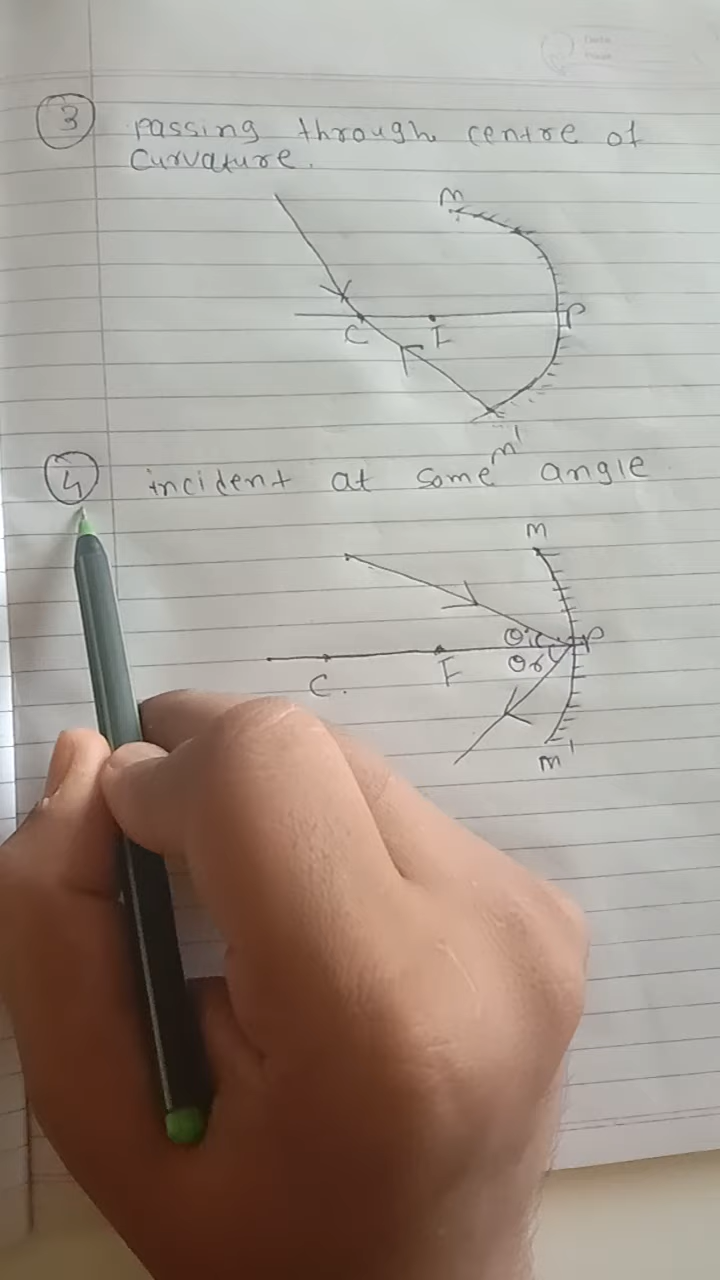 3 passing through centre of
curvature.
M
C F P
M'
4 incident at some angle
M
θi P
C. F θr
M'